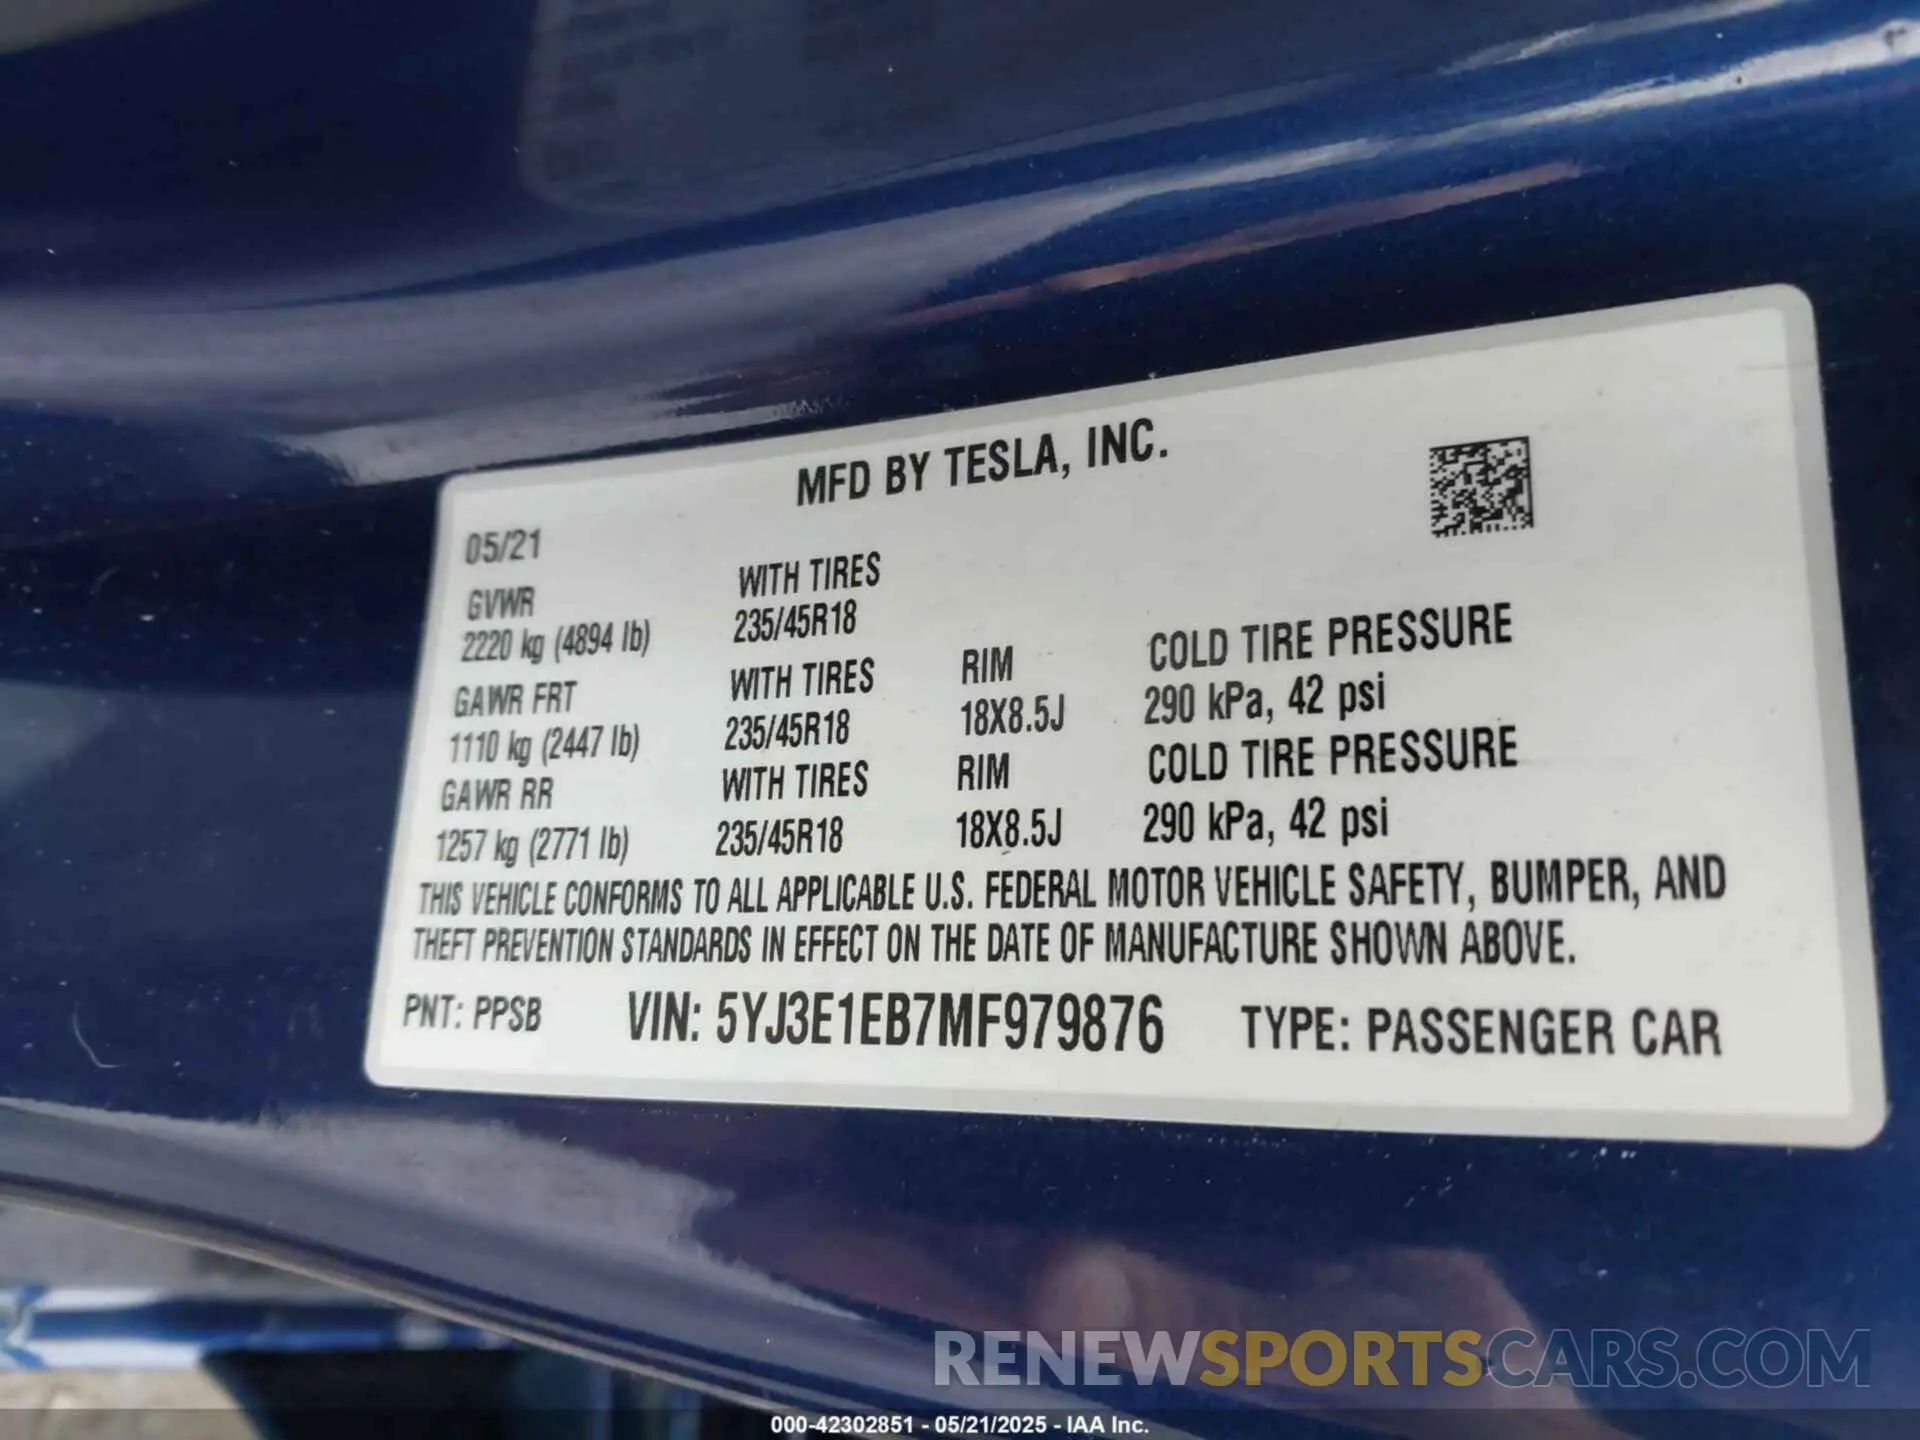 MFD BY TESLA, INC.
05/21
GVWR WITH TIRES
2220 kg (4894 lb) 235/45R18
GAWR FRT WITH TIRES RIM COLD TIRE PRESSURE
1110 kg (2447 lb) 235/45R18 18X8.5J 290 kPa, 42 psi
GAWR RR WITH TIRES RIM COLD TIRE PRESSURE
1257 kg (2771 lb) 235/45R18 18X8.5J 290 kPa, 42 psi
THIS VEHICLE CONFORMS TO ALL APPLICABLE U.S. FEDERAL MOTOR VEHICLE SAFETY, BUMPER, AND
THEFT PREVENTION STANDARDS IN EFFECT ON THE DATE OF MANUFACTURE SHOWN ABOVE.
PNT: PPSB VIN: 5YJ3E1EB7MF979876 TYPE: PASSENGER CAR
RENEWSPORTSCARS.COM
000-42302851 - 05/21/2025 - IAA Inc.